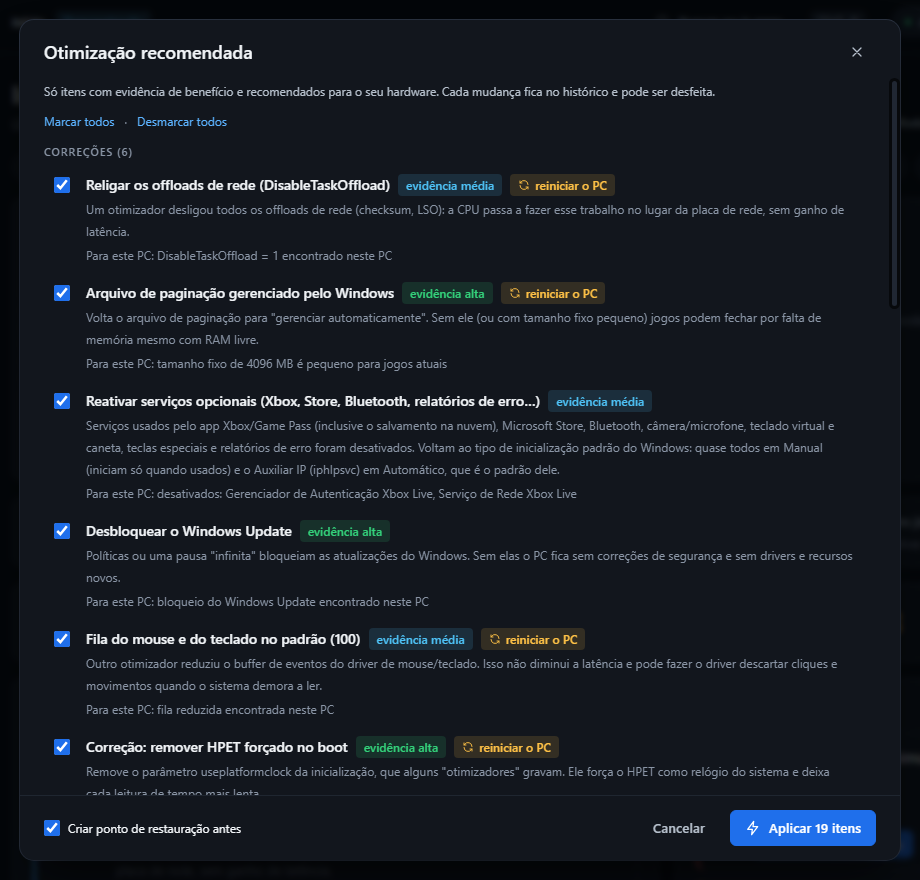 Otimização recomendada
Só itens com evidência de benefício e recomendados para o seu hardware. Cada mudança fica no histórico e pode ser desfeita.
Marcar todos · Desmarcar todos
CORREÇÕES (6)
Religar os offloads de rede (DisableTaskOffload) evidência média reiniciar o PC
Um otimizador desligou todos os offloads de rede (checksum, LSO): a CPU passa a fazer esse trabalho no lugar da placa de rede, sem ganho de
latência.
Para este PC: DisableTaskOffload = 1 encontrado neste PC
Arquivo de paginação gerenciado pelo Windows evidência alta reiniciar o PC
Volta o arquivo de paginação para "gerenciar automaticamente". Sem ele (ou com tamanho fixo pequeno) jogos podem fechar por falta de
memória mesmo com RAM livre.
Para este PC: tamanho fixo de 4096 MB é pequeno para jogos atuais
Reativar serviços opcionais (Xbox, Store, Bluetooth, relatórios de erro...) evidência média
Serviços usados pelo app Xbox/Game Pass (inclusive o salvamento na nuvem), Microsoft Store, Bluetooth, câmera/microfone, teclado virtual e
caneta, teclas especiais e relatórios de erro foram desativados. Voltam ao tipo de inicialização padrão do Windows: quase todos em Manual
(iniciam só quando usados) e o Auxiliar IP (iphlpsvc) em Automático, que é o padrão dele.
Para este PC: desativados: Gerenciador de Autenticação Xbox Live, Serviço de Rede Xbox Live
Desbloquear o Windows Update evidência alta
Políticas ou uma pausa "infinita" bloqueiam as atualizações do Windows. Sem elas o PC fica sem correções de segurança e sem drivers e recursos
novos.
Para este PC: bloqueio do Windows Update encontrado neste PC
Fila do mouse e do teclado no padrão (100) evidência média reiniciar o PC
Outro otimizador reduziu o buffer de eventos do driver de mouse/teclado. Isso não diminui a latência e pode fazer o driver descartar cliques e
movimentos quando o sistema demora a ler.
Para este PC: fila reduzida encontrada neste PC
Correção: remover HPET forçado no boot evidência alta reiniciar o PC
Remove o parâmetro useplatformclock da inicialização, que alguns "otimizadores" gravam. Ele força o HPET como relógio do sistema e deixa
cada leitura de tempo mais lenta.
Criar ponto de restauração antes
Cancelar
Aplicar 19 itens